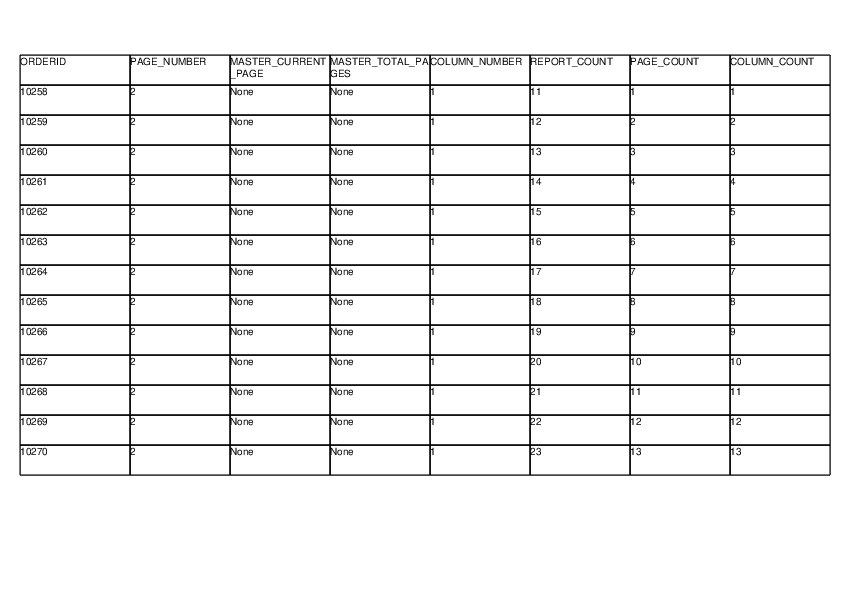 ORDERID PAGE_NUMBER MASTER_CURRENT_PAGE MASTER_TOTAL_PAGES COLUMN_NUMBER REPORT_COUNT PAGE_COUNT COLUMN_COUNT
10258 2 None None 1 11 1 1
10259 2 None None 1 12 2 2
10260 2 None None 1 13 3 3
10261 2 None None 1 14 4 4
10262 2 None None 1 15 5 5
10263 2 None None 1 16 6 6
10264 2 None None 1 17 7 7
10265 2 None None 1 18 8 8
10266 2 None None 1 19 9 9
10267 2 None None 1 20 10 10
10268 2 None None 1 21 11 11
10269 2 None None 1 22 12 12
10270 2 None None 1 23 13 13